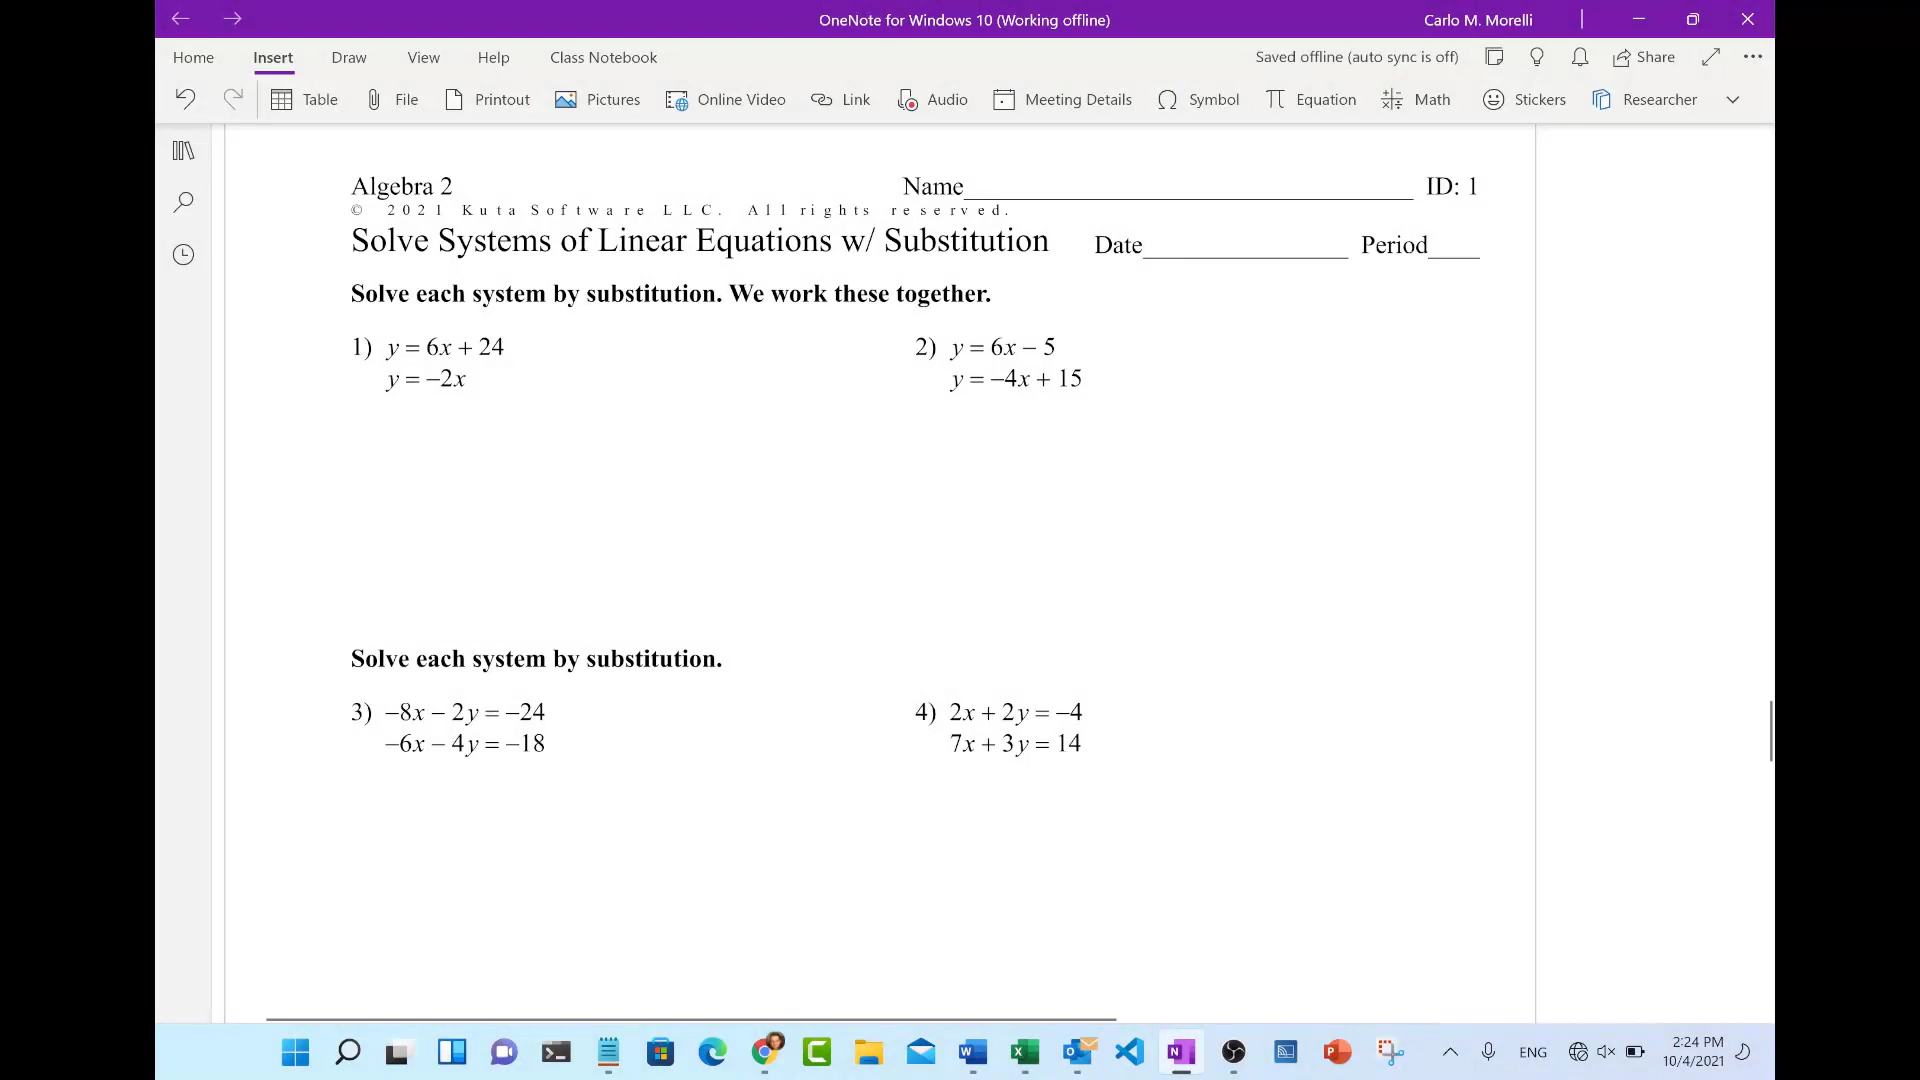 OneNote for Windows 10 (Working offline)
Carlo M. Morelli
Home Insert Draw View Help Class Notebook
Saved offline (auto sync is off)
Share
Table File Printout Pictures Online Video Link Audio Meeting Details Symbol Equation Math Stickers Researcher
Algebra 2
Name ID: 1
© 2021 Kuta Software LLC. All rights reserved.
Solve Systems of Linear Equations w/ Substitution
Date Period
Solve each system by substitution. We work these together.
1) y = 6x + 24
y = −2x
2) y = 6x − 5
y = −4x + 15
Solve each system by substitution.
3) −8x − 2y = −24
−6x − 4y = −18
4) 2x + 2y = −4
7x + 3y = 14
ENG
2:24 PM
10/4/2021